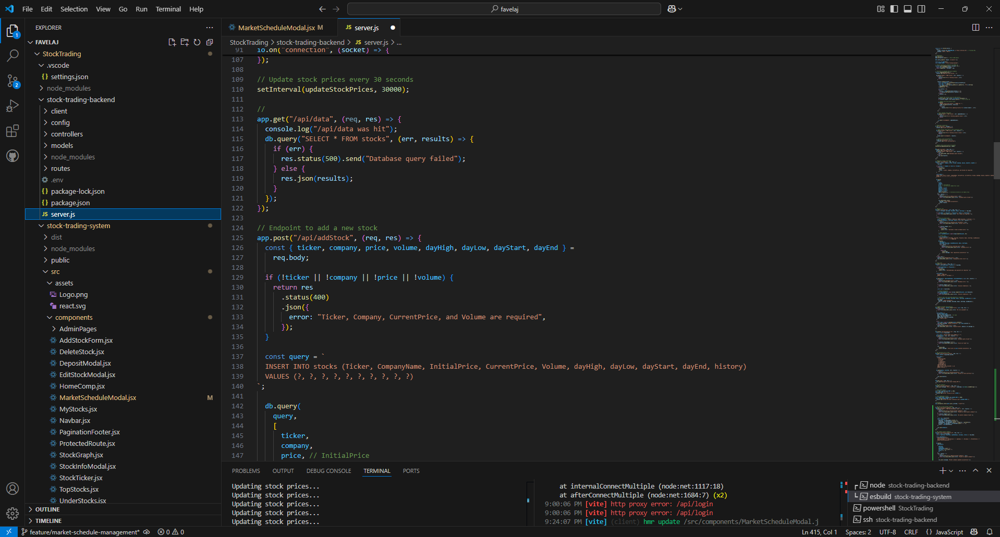 File Edit Selection View Go Run Terminal Help
favelaj
EXPLORER
FAVELAJ
StockTrading
.vscode
{} settings.json
node_modules
stock-trading-backend
client
config
controllers
models
node_modules
routes
.env
{} package-lock.json
{} package.json
JS server.js
stock-trading-system
dist
node_modules
public
src
assets
Logo.png
react.svg
components
AdminPages
AddStockForm.jsx
DeleteStock.jsx
DepositModal.jsx
EditStockModal.jsx
HomeComp.jsx
MarketScheduleModal.jsx M
MyStocks.jsx
Navbar.jsx
PaginationFooter.jsx
ProtectedRoute.jsx
StockGraph.jsx
StockInfoModal.jsx
StockTicker.jsx
TopStocks.jsx
UnderStocks.jsx
OUTLINE
TIMELINE
1
2
MarketScheduleModal.jsx M
JS server.js
StockTrading > stock-trading-backend > JS server.js > ...
91 io.on("connection", (socket) => {
107 });
108
109 // Update stock prices every 30 seconds
110 setInterval(updateStockPrices, 30000);
111
112 //
113 app.get("/api/data", (req, res) => {
114 console.log("/api/data was hit");
115 db.query("SELECT * FROM stocks", (err, results) => {
116 if (err) {
117 res.status(500).send("Database query failed");
118 } else {
119 res.json(results);
120 }
121 });
122 });
123
124 // Endpoint to add a new stock
125 app.post("/api/addStock", (req, res) => {
126 const { ticker, company, price, volume, dayHigh, dayLow, dayStart, dayEnd } =
127 req.body;
128
129 if (!ticker || !company || !price || !volume) {
130 return res
131 .status(400)
132 .json({
133 error: "Ticker, Company, CurrentPrice, and Volume are required",
134 });
135 }
136
137 const query = `
138 INSERT INTO stocks (Ticker, CompanyName, InitialPrice, CurrentPrice, Volume, dayHigh, dayLow, dayStart, dayEnd, history)
139 VALUES (?, ?, ?, ?, ?, ?, ?, ?, ?, ?)
140 `;
141
142 db.query(
143 query,
144 [
145 ticker,
146 company,
147 price, // InitialPrice
PROBLEMS OUTPUT DEBUG CONSOLE TERMINAL PORTS
Updating stock prices...
Updating stock prices...
Updating stock prices...
Updating stock prices...
Updating stock prices...
at internalConnectMultiple (node:net:1117:18)
at afterConnectMultiple (node:net:1684:7) (x2)
9:00:06 PM [vite] http proxy error: /api/login
9:00:06 PM [vite] http proxy error: /api/login
9:24:07 PM [vite] (client) hmr update /src/components/MarketScheduleModal.j
node stock-trading-backend
esbuild stock-trading-system
powershell StockTrading
ssh stock-trading-backend
feature/market-schedule-management* 0 0
Ln 415, Col 1 Spaces: 2 UTF-8 CRLF {} JavaScript